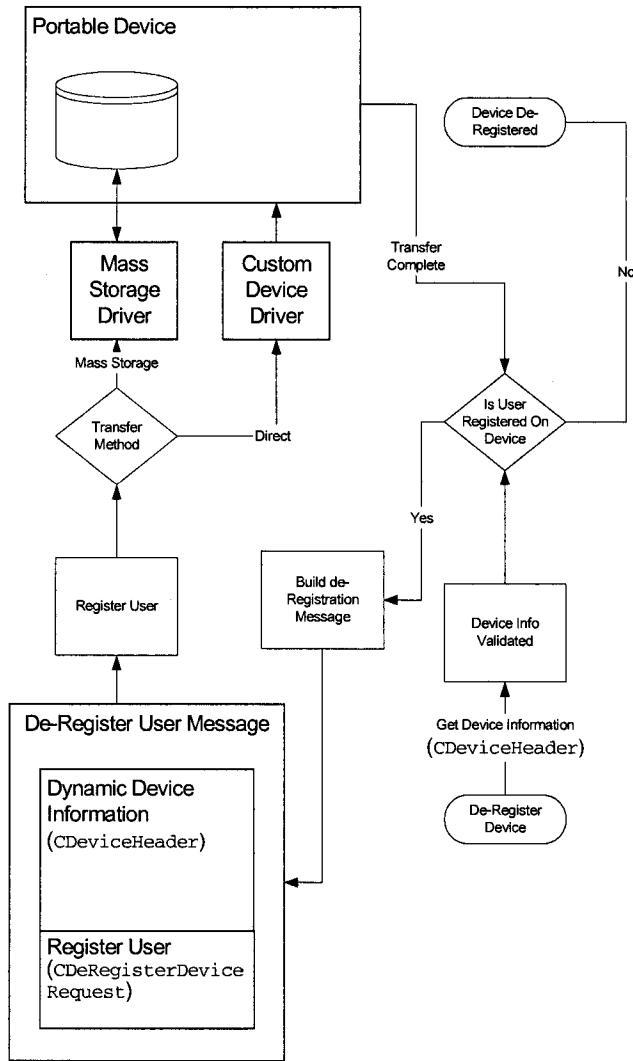 Portable Device
Device De-
Registered
Mass
Storage
Driver
Custom
Device
Driver
Transfer
Complete
No
Mass Storage
Transfer
Method
Direct
Is User
Registered On
Device
Yes
Register User
Build de-
Registration
Message
Device Info
Validated
De-Register User Message
Get Device Information
(CDeviceHeader)
Dynamic Device
Information
(CDeviceHeader)
De-Register
Device
Register User
(CDeRegisterDevice
Request)